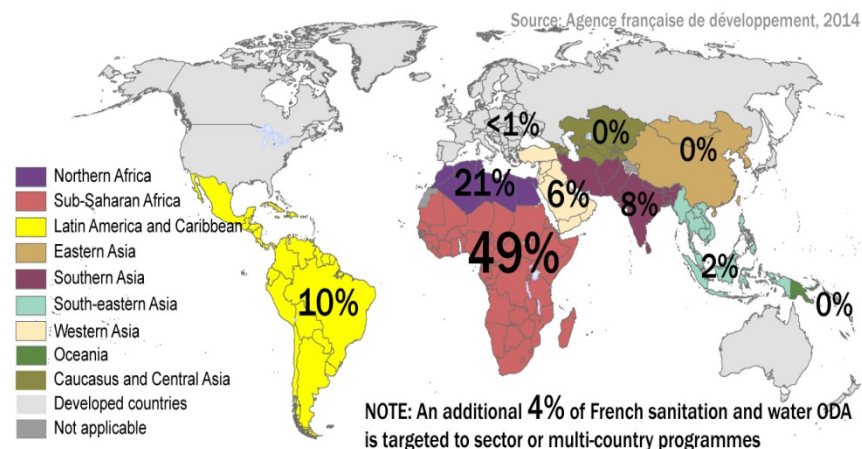 Source: Agence française de développement, 2014
<1%
0%
0%
21%
6%
8%
49%
2%
0%
10%
Northern Africa
Sub-Saharan Africa
Latin America and Caribbean
Eastern Asia
Southern Asia
South-eastern Asia
Western Asia
Oceania
Caucasus and Central Asia
Developed countries
Not applicable
NOTE: An additional 4% of French sanitation and water ODA
is targeted to sector or multi-country programmes